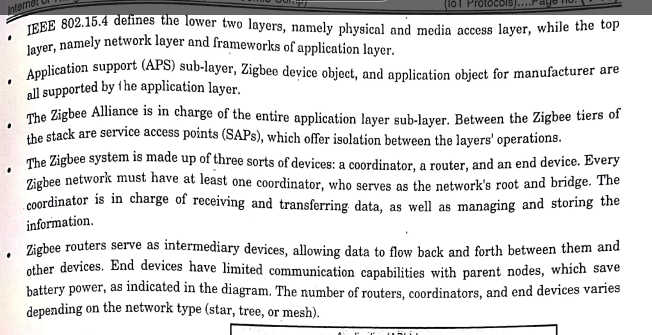 Internet of
(IoT Protocols)....Page no.
• IEEE 802.15.4 defines the lower two layers, namely physical and media access layer, while the top
layer, namely network layer and frameworks of application layer.
• Application support (APS) sub-layer, Zigbee device object, and application object for manufacturer are
all supported by the application layer.
• The Zigbee Alliance is in charge of the entire application layer sub-layer. Between the Zigbee tiers of
the stack are service access points (SAPs), which offer isolation between the layers' operations.
• The Zigbee system is made up of three sorts of devices: a coordinator, a router, and an end device. Every
Zigbee network must have at least one coordinator, who serves as the network's root and bridge. The
coordinator is in charge of receiving and transferring data, as well as managing and storing the
information.
• Zigbee routers serve as intermediary devices, allowing data to flow back and forth between them and
other devices. End devices have limited communication capabilities with parent nodes, which save
battery power, as indicated in the diagram. The number of routers, coordinators, and end devices varies
depending on the network type (star, tree, or mesh).